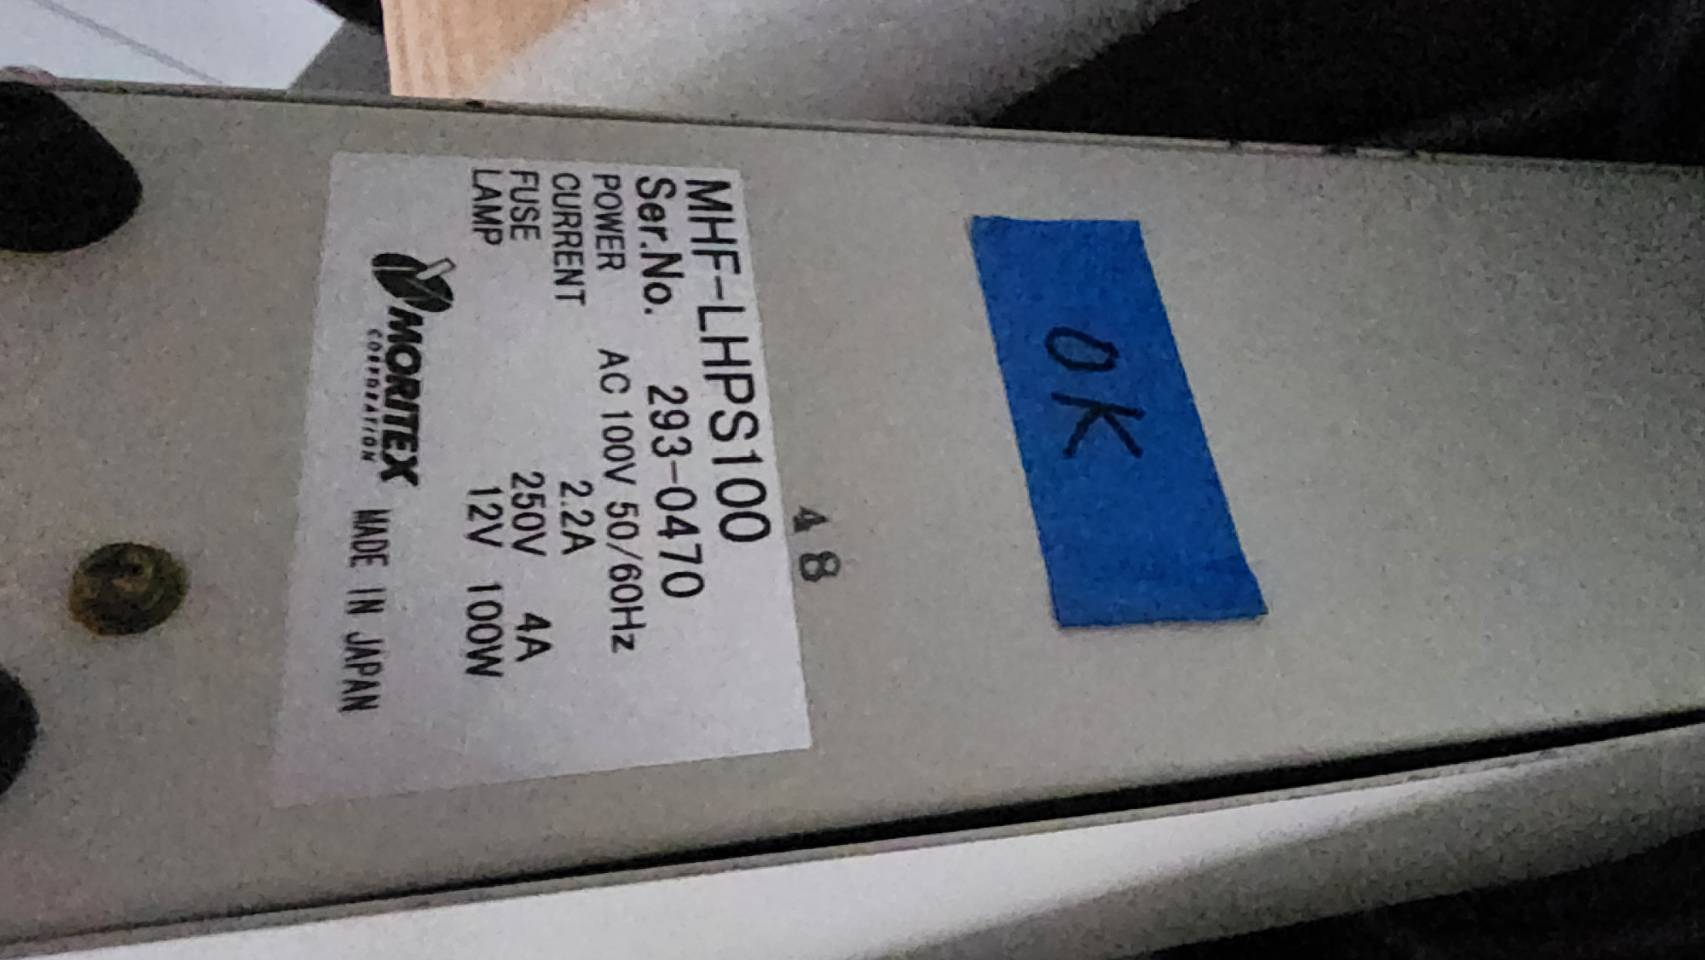 OK
48
MHF-LHPS100
Ser.No. 293-0470
POWER AC 100V 50/60Hz
CURRENT 2.2A
FUSE 250V 4A
LAMP 12V 100W
MORITEX
CORPORATION
MADE IN JAPAN